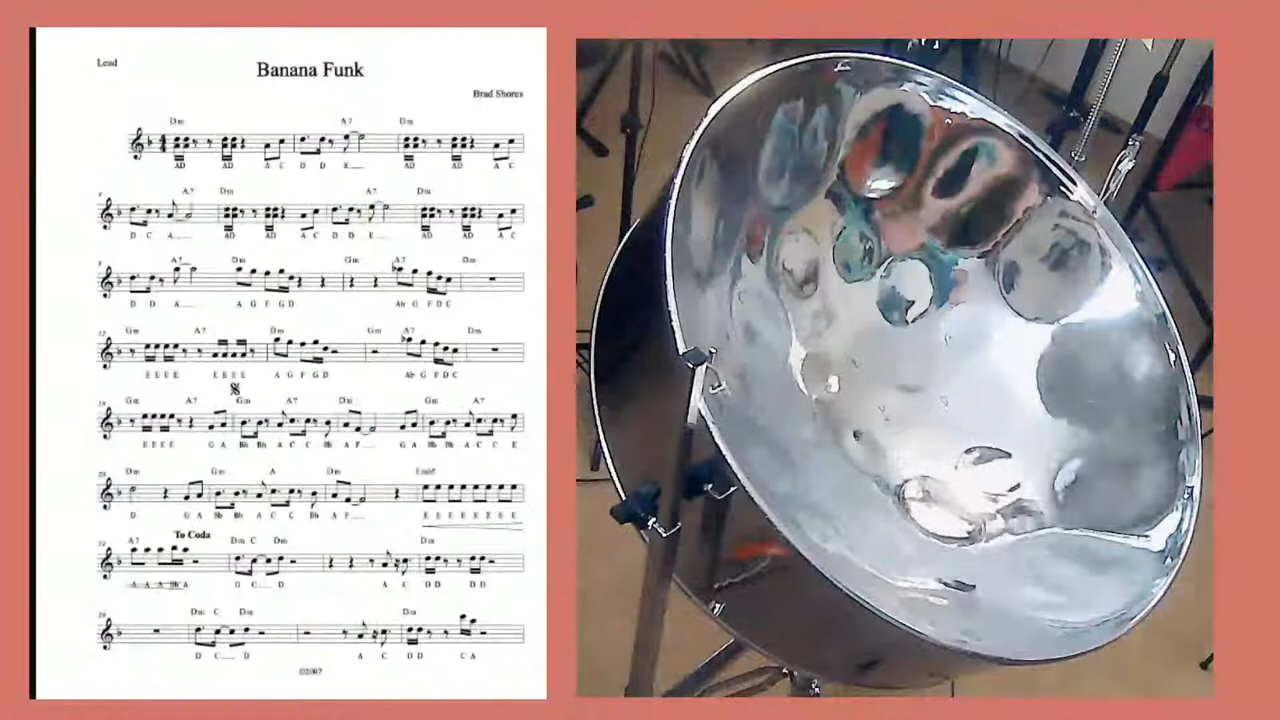 Lead
Banana Funk
Brad Shores
Dm A7 Dm
AD AD A C D D E AD AD A C
A7 Dm A7 Dm
D C A AD AD A C D D E AD AD A C
A7 Dm Gm A7 Dm
D D A A G F G D Ab G F D C
12
Gm A7 Dm Gm A7 Dm
E E E E E E E E A G F G D Ab G F D C
16
Gm A7 Gm A7 Dm Gm A7
E E E E G A Bb Bb A C C Bb A F G A Bb Bb A C C E
Dm Gm A Dm
D G A Bb Bb A C C Bb A F E E E E E E E E
To Coda
A7 Dm C Dm Dm
A A A Bb A D C D A C D D D B
Dm C Dm Dm
D C D A C D D C A
©2007